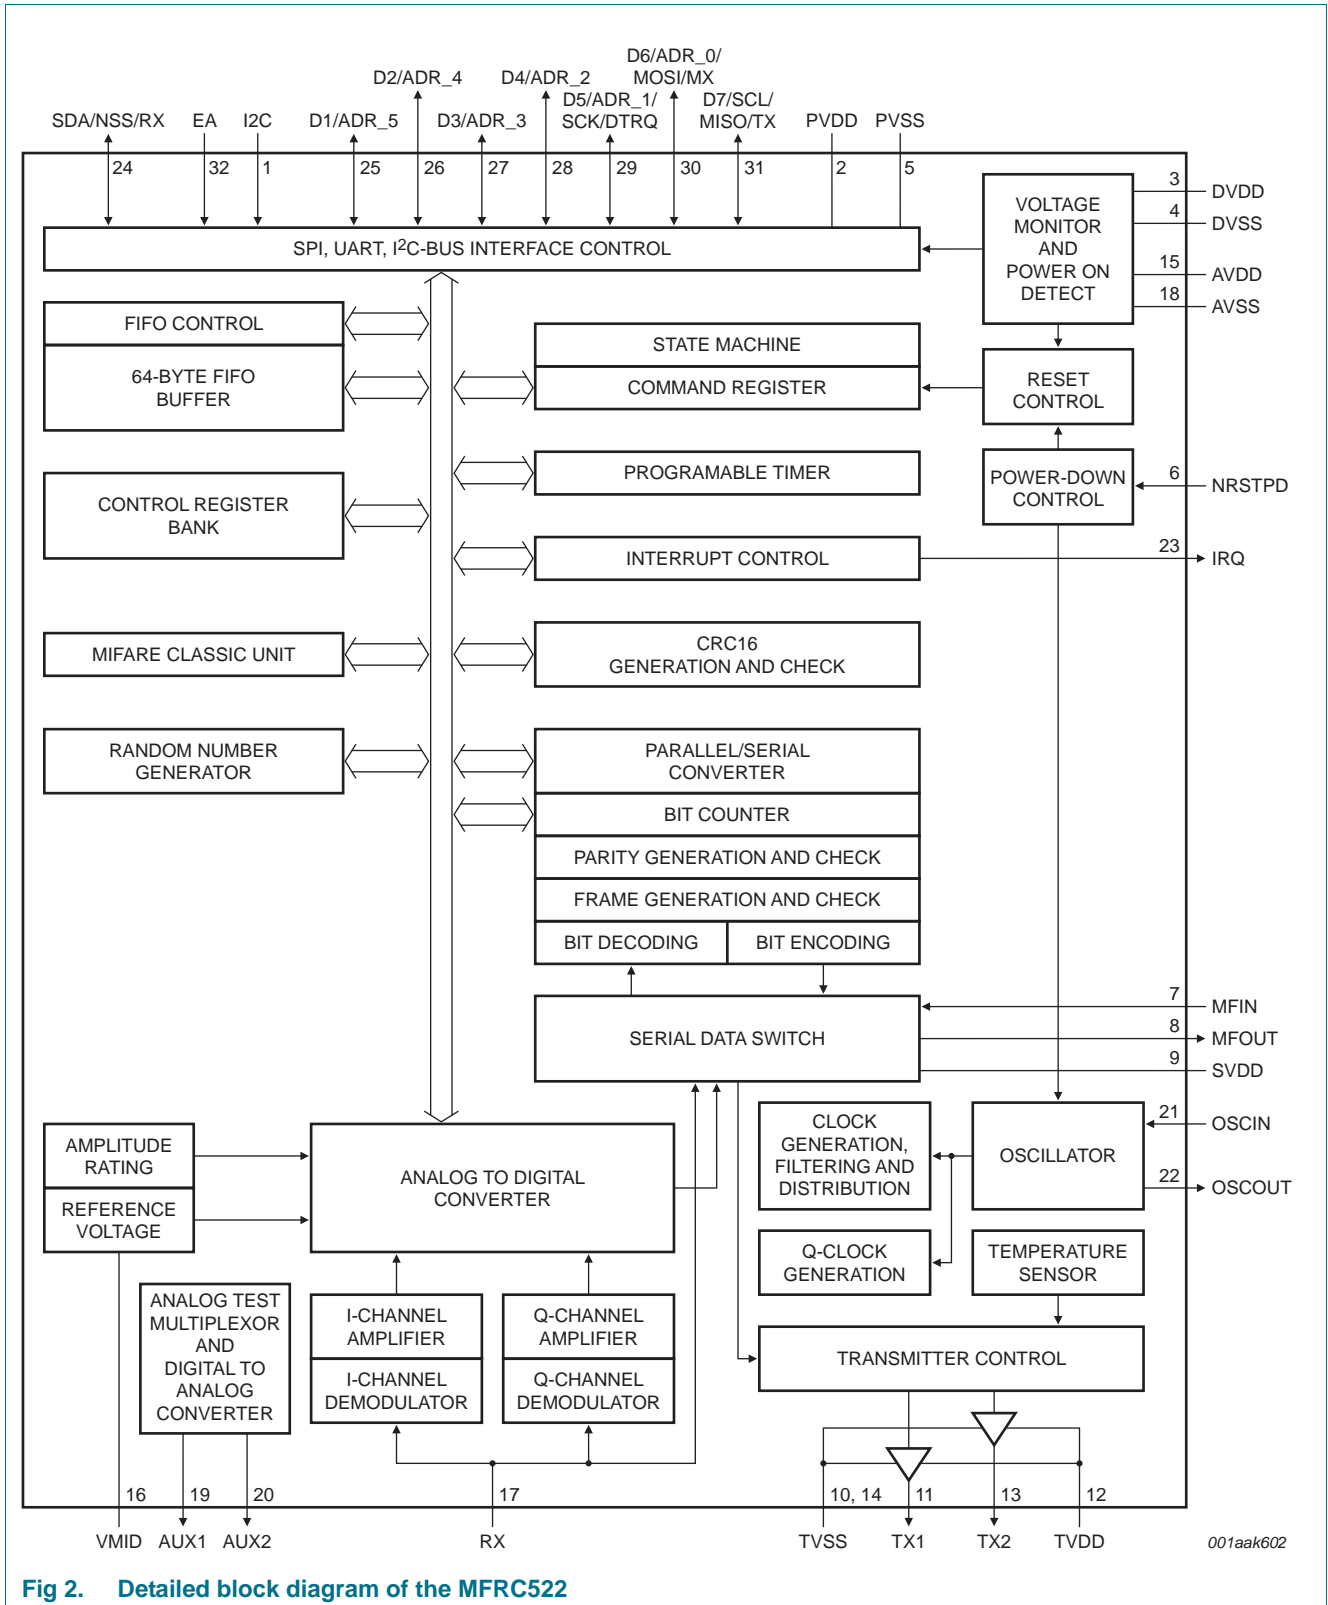 D6/ADR_0/
MOSI/MX
D2/ADR_4
D4/ADR_2
D5/ADR_1/
SCK/DTRQ
D7/SCL/
MISO/TX
SDA/NSS/RX
EA
I2C
D1/ADR_5
D3/ADR_3
PVDD
PVSS
24
32
1
25
26
27
28
29
30
31
2
5
VOLTAGE
MONITOR
AND
POWER ON
DETECT
3
DVDD
4
DVSS
15
AVDD
18
AVSS
SPI, UART, I²C-BUS INTERFACE CONTROL
FIFO CONTROL
64-BYTE FIFO
BUFFER
STATE MACHINE
COMMAND REGISTER
RESET
CONTROL
CONTROL REGISTER
BANK
PROGRAMABLE TIMER
POWER-DOWN
CONTROL
6
NRSTPD
INTERRUPT CONTROL
23
IRQ
MIFARE CLASSIC UNIT
CRC16
GENERATION AND CHECK
RANDOM NUMBER
GENERATOR
PARALLEL/SERIAL
CONVERTER
BIT COUNTER
PARITY GENERATION AND CHECK
FRAME GENERATION AND CHECK
BIT DECODING
BIT ENCODING
SERIAL DATA SWITCH
7
MFIN
8
MFOUT
9
SVDD
AMPLITUDE
RATING
REFERENCE
VOLTAGE
ANALOG TO DIGITAL
CONVERTER
CLOCK
GENERATION,
FILTERING AND
DISTRIBUTION
OSCILLATOR
21
OSCIN
22
OSCOUT
Q-CLOCK
GENERATION
TEMPERATURE
SENSOR
ANALOG TEST
MULTIPLEXOR
AND
DIGITAL TO
ANALOG
CONVERTER
I-CHANNEL
AMPLIFIER
I-CHANNEL
DEMODULATOR
Q-CHANNEL
AMPLIFIER
Q-CHANNEL
DEMODULATOR
TRANSMITTER CONTROL
16
19
20
17
10, 14
11
13
12
VMID
AUX1
AUX2
RX
TVSS
TX1
TX2
TVDD
001aak602
Fig 2. Detailed block diagram of the MFRC522